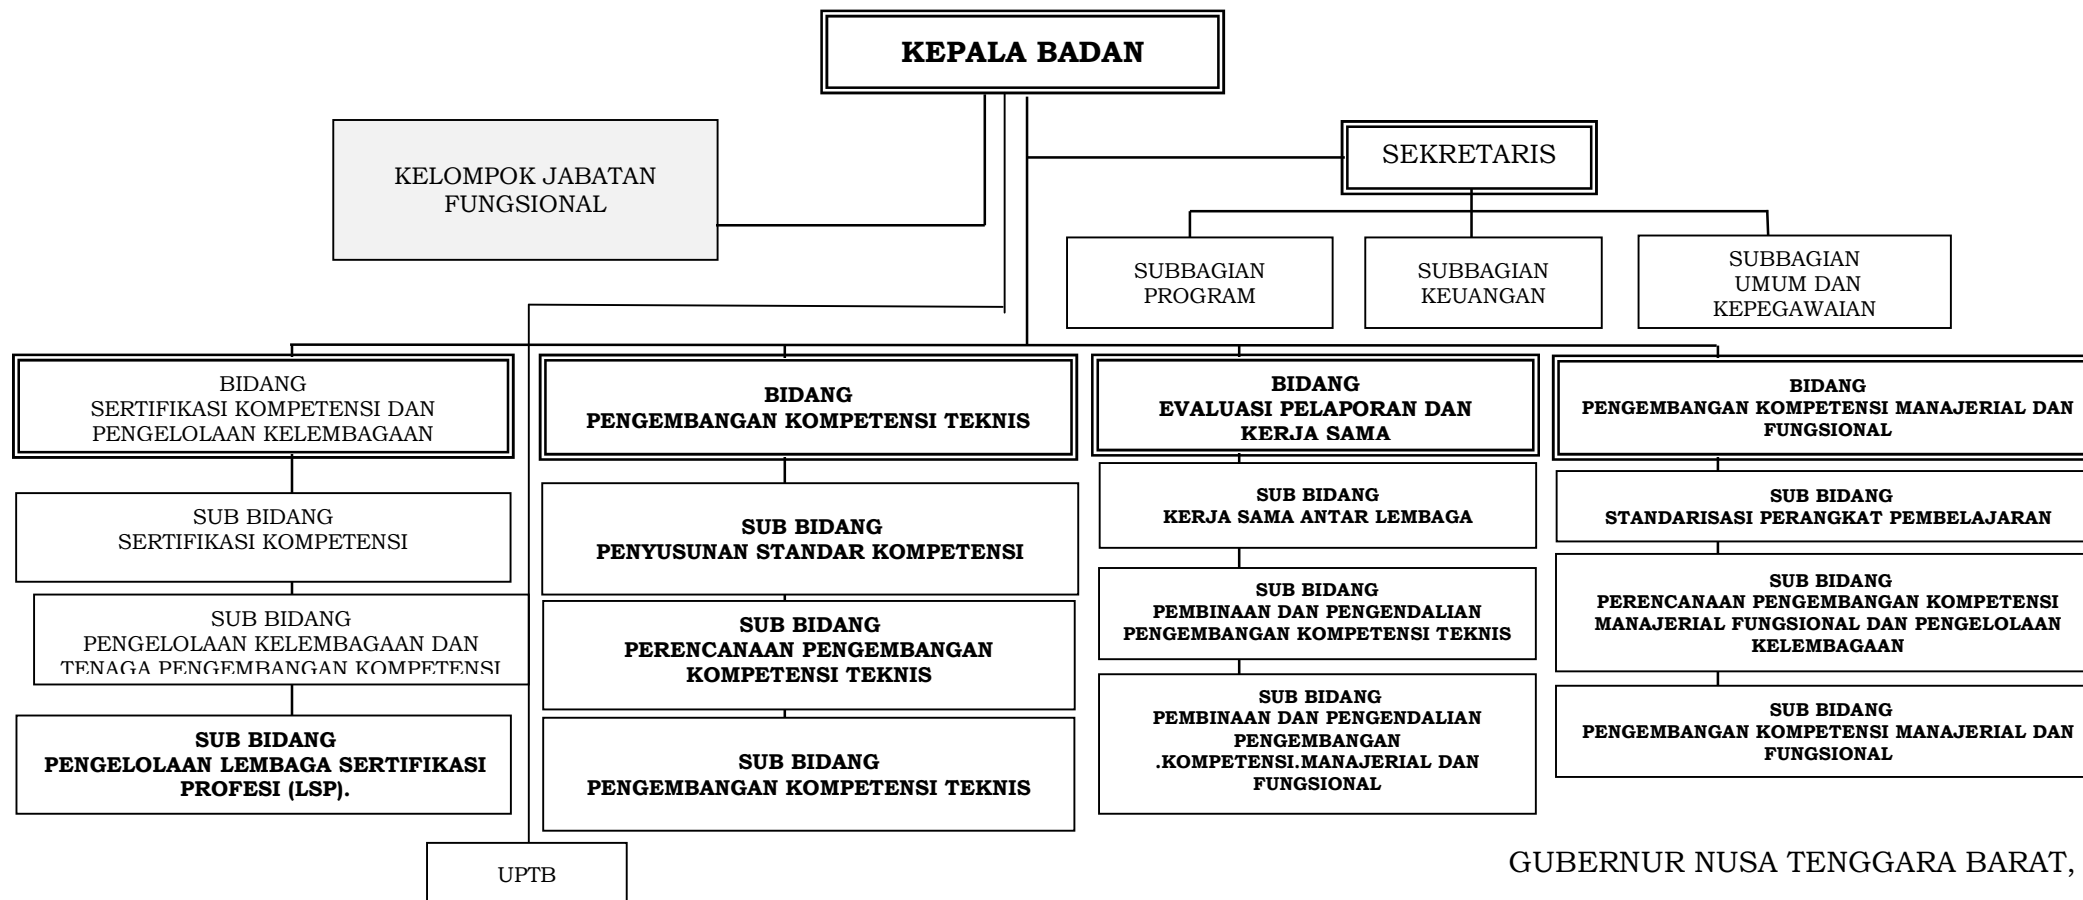 KEPALA BADAN
KELOMPOK JABATAN
FUNGSIONAL
SEKRETARIS
SUBBAGIAN
PROGRAM
SUBBAGIAN
KEUANGAN
SUBBAGIAN
UMUM DAN
KEPEGAWAIAN
BIDANG
SERTIFIKASI KOMPETENSI DAN
PENGELOLAAN KELEMBAGAAN
SUB BIDANG
SERTIFIKASI KOMPETENSI
SUB BIDANG
PENGELOLAAN KELEMBAGAAN DAN
TENAGA PENGEMBANGAN KOMPETENSI
SUB BIDANG
PENGELOLAAN LEMBAGA SERTIFIKASI
PROFESI (LSP).
BIDANG
PENGEMBANGAN KOMPETENSI TEKNIS
SUB BIDANG
PENYUSUNAN STANDAR KOMPETENSI
SUB BIDANG
PERENCANAAN PENGEMBANGAN
KOMPETENSI TEKNIS
SUB BIDANG
PENGEMBANGAN KOMPETENSI TEKNIS
BIDANG
EVALUASI PELAPORAN DAN
KERJA SAMA
SUB BIDANG
KERJA SAMA ANTAR LEMBAGA
SUB BIDANG
PEMBINAAN DAN PENGENDALIAN
PENGEMBANGAN KOMPETENSI TEKNIS
SUB BIDANG
PEMBINAAN DAN PENGENDALIAN
PENGEMBANGAN
.KOMPETENSI.MANAJERIAL DAN
FUNGSIONAL
BIDANG
PENGEMBANGAN KOMPETENSI MANAJERIAL DAN
FUNGSIONAL
SUB BIDANG
STANDARISASI PERANGKAT PEMBELAJARAN
SUB BIDANG
PERENCANAAN PENGEMBANGAN KOMPETENSI
MANAJERIAL FUNGSIONAL DAN PENGELOLAAN
KELEMBAGAAN
SUB BIDANG
PENGEMBANGAN KOMPETENSI MANAJERIAL DAN
FUNGSIONAL
UPTB
GUBERNUR NUSA TENGGARA BARAT,